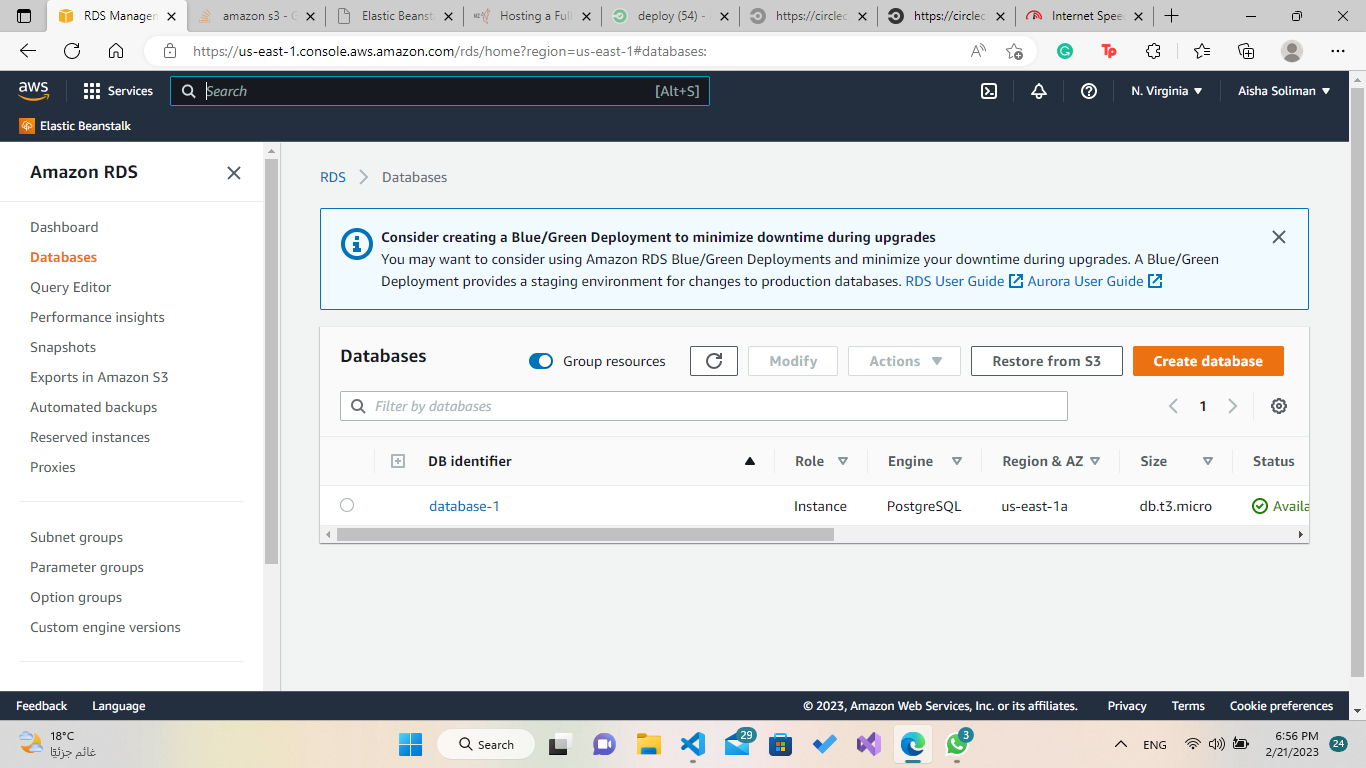 RDS Managem
amazon s3 - G
Elastic Beansta
Hosting a Full
deploy (54) -
https://circlec
https://circlec
Internet Spee
https://us-east-1.console.aws.amazon.com/rds/home?region=us-east-1#databases:
aws
Services
Search
[Alt+S]
N. Virginia
Aisha Soliman
Elastic Beanstalk
Amazon RDS
Dashboard
Databases
Query Editor
Performance insights
Snapshots
Exports in Amazon S3
Automated backups
Reserved instances
Proxies
Subnet groups
Parameter groups
Option groups
Custom engine versions
RDS
Databases
Consider creating a Blue/Green Deployment to minimize downtime during upgrades
You may want to consider using Amazon RDS Blue/Green Deployments and minimize your downtime during upgrades. A Blue/Green
Deployment provides a staging environment for changes to production databases. RDS User Guide Aurora User Guide
Databases
Group resources
Modify
Actions
Restore from S3
Create database
Filter by databases
1
DB identifier
Role
Engine
Region & AZ
Size
Status
database-1
Instance
PostgreSQL
us-east-1a
db.t3.micro
Availa
Feedback
Language
© 2023, Amazon Web Services, Inc. or its affiliates.
Privacy
Terms
Cookie preferences
18°C
غائم جزئيًا
Search
29
3
ENG
6:56 PM
2/21/2023
24